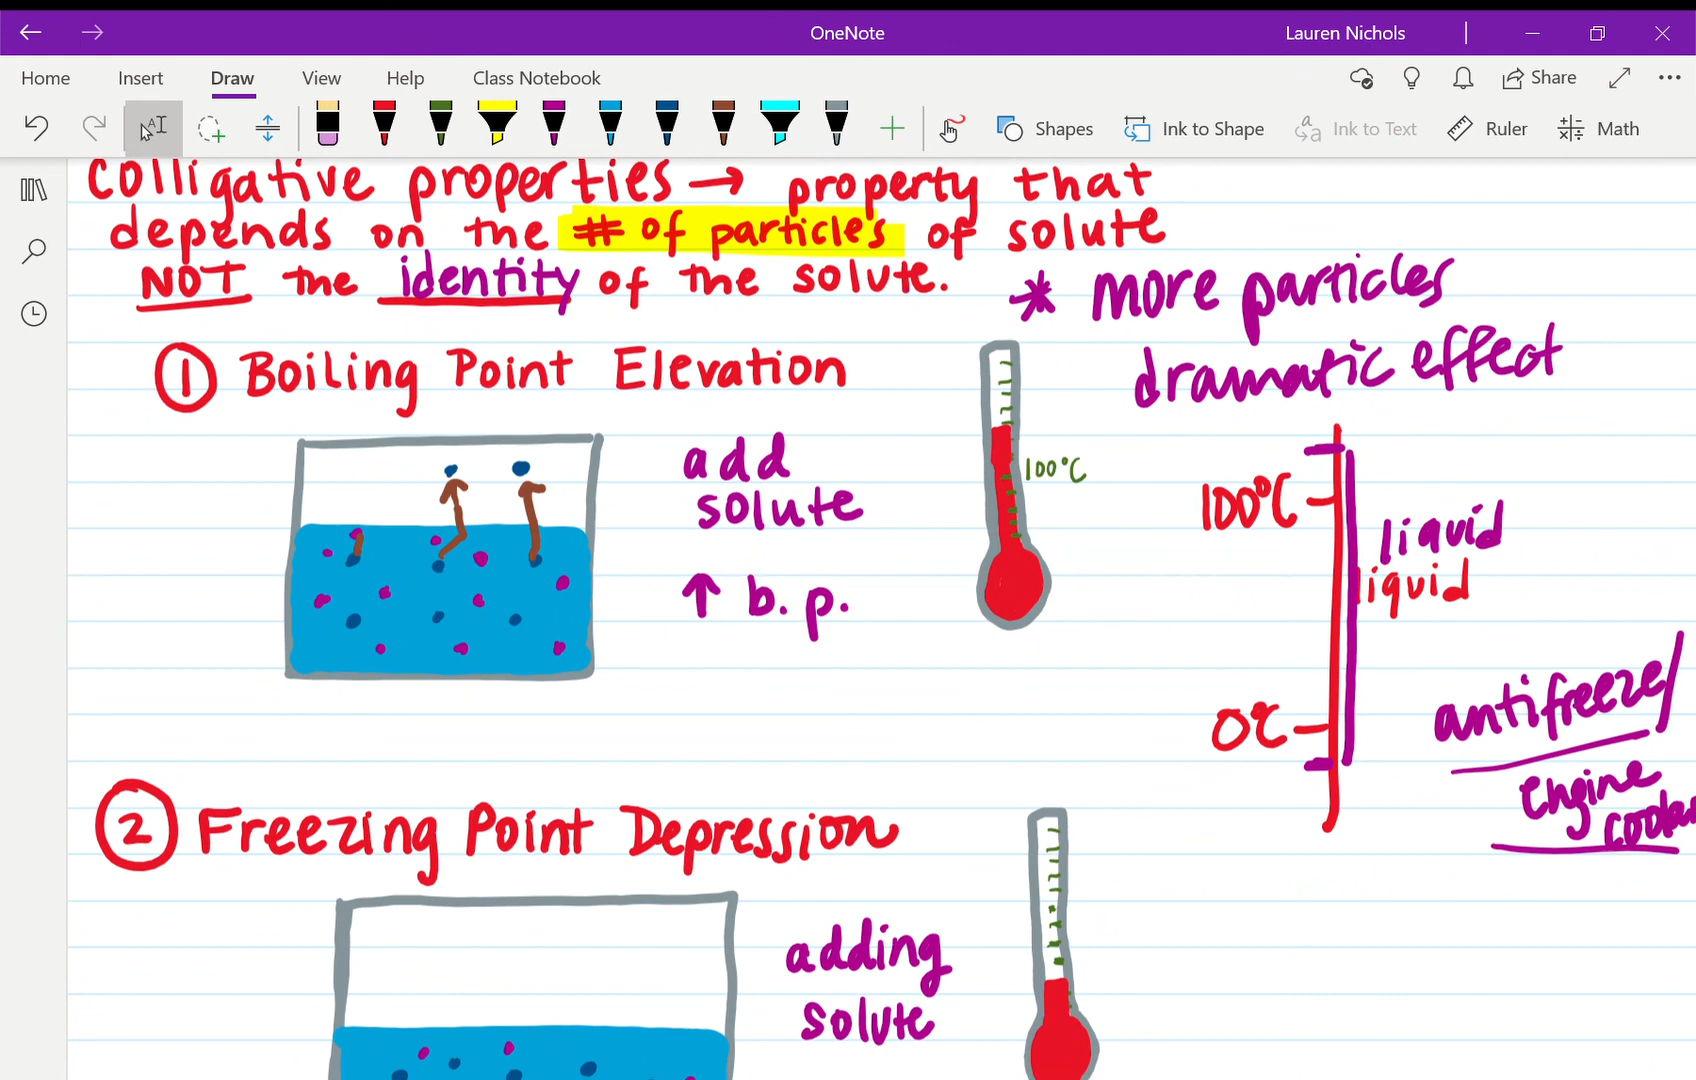 OneNote
Lauren Nichols
Home Insert Draw View Help Class Notebook
Share
Shapes Ink to Shape Ink to Text Ruler Math
Colligative properties → property that
depends on the # of particles of solute
NOT the identity of the solute.
* more particles
dramatic effect
① Boiling Point Elevation
add
solute
↑ b.p.
100°C
100°C
liquid
liquid
0°C
antifreeze/
engine
② Freezing Point Depression
adding
solute